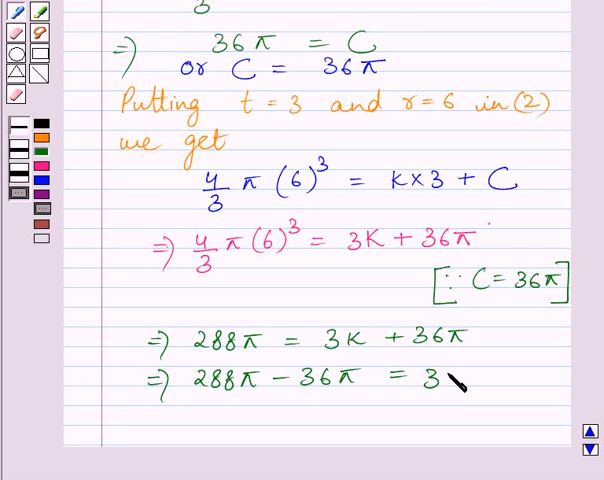 3
⇒ 36π = C
or C = 36π
Putting t = 3 and r = 6 in (2)
we get
4/3 π (6)³ = K × 3 + C
⇒ 4/3 π (6)³ = 3K + 36π
[∵ C = 36π]
⇒ 288π = 3K + 36π
⇒ 288π − 36π = 3